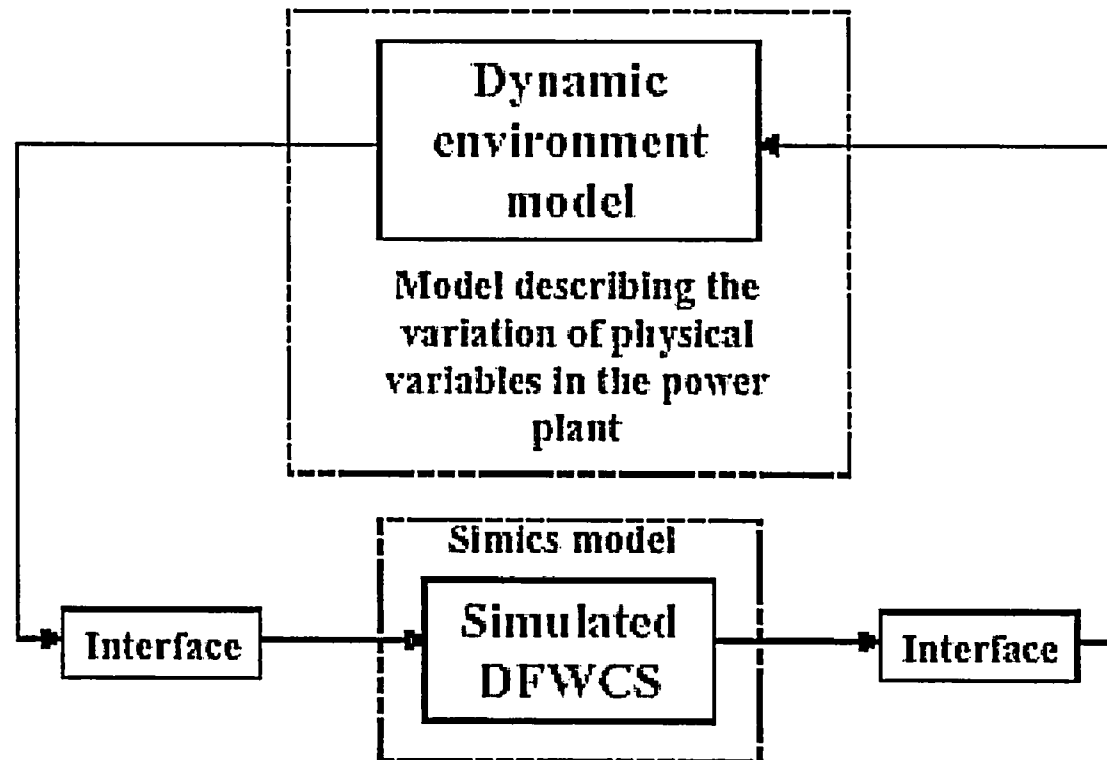 Dynamic
environment
model
Model describing the
variation of physical
variables in the power
plant
Simics model
Interface
Simulated
DFWCS
Interface